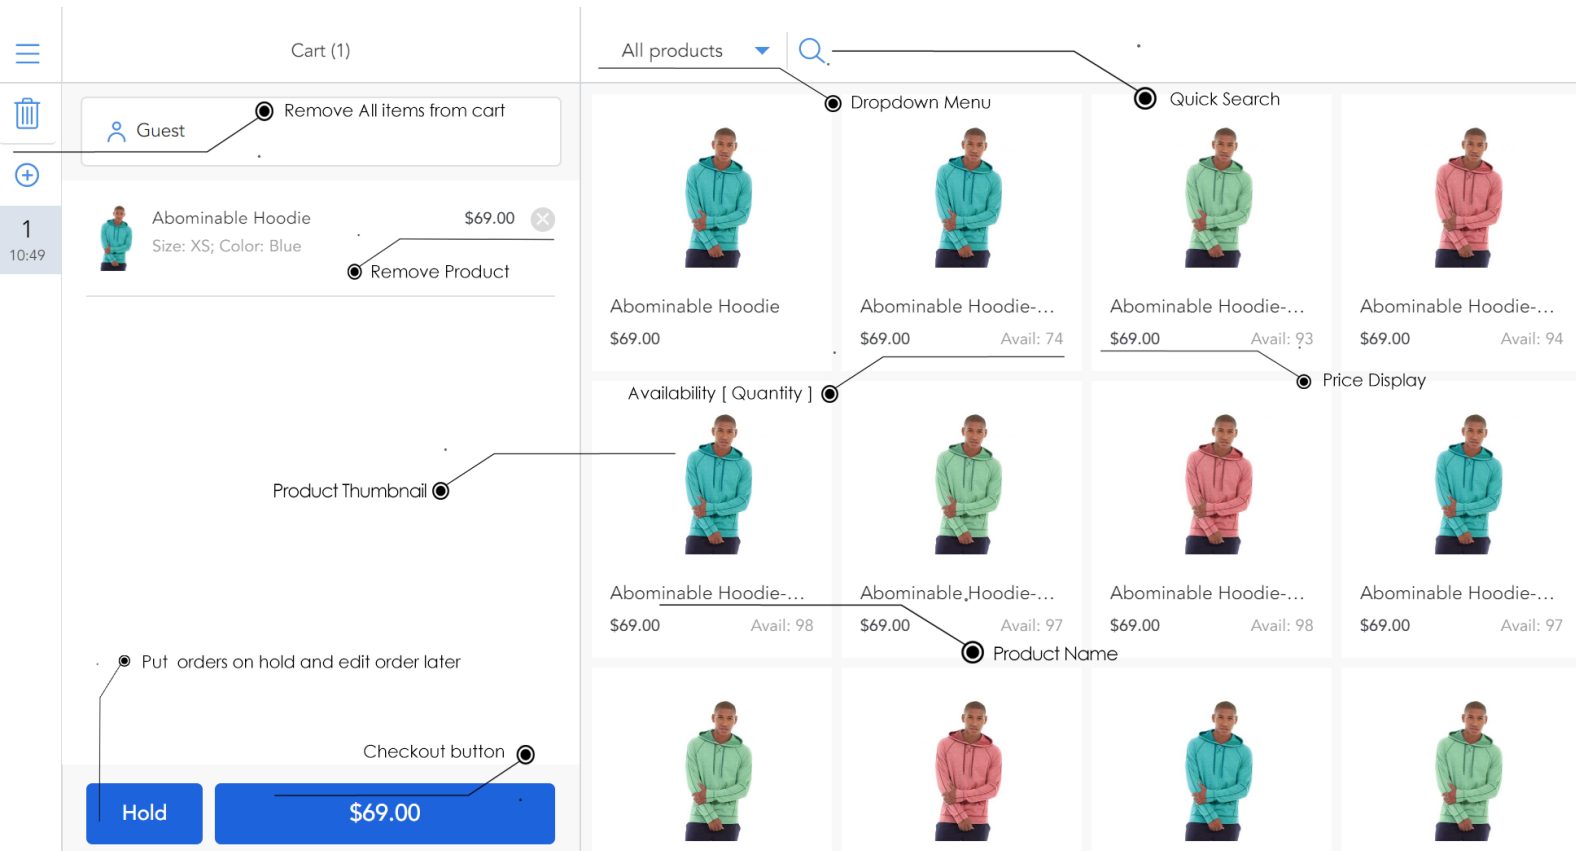 Cart (1)
All products
Remove All items from cart
Dropdown Menu
Quick Search
Guest
1
10:49
Abominable Hoodie
$69.00
Size: XS; Color: Blue
Remove Product
Abominable Hoodie
Abominable Hoodie-...
Abominable Hoodie-...
Abominable Hoodie-...
$69.00
$69.00 Avail: 74
$69.00 Avail: 93
$69.00 Avail: 94
Availability [ Quantity ]
Price Display
Product Thumbnail
Abominable Hoodie-...
Abominable Hoodie-...
Abominable Hoodie-...
Abominable Hoodie-...
$69.00 Avail: 98
$69.00 Avail: 97
$69.00 Avail: 98
$69.00 Avail: 97
Product Name
Put orders on hold and edit order later
Checkout button
Hold
$69.00